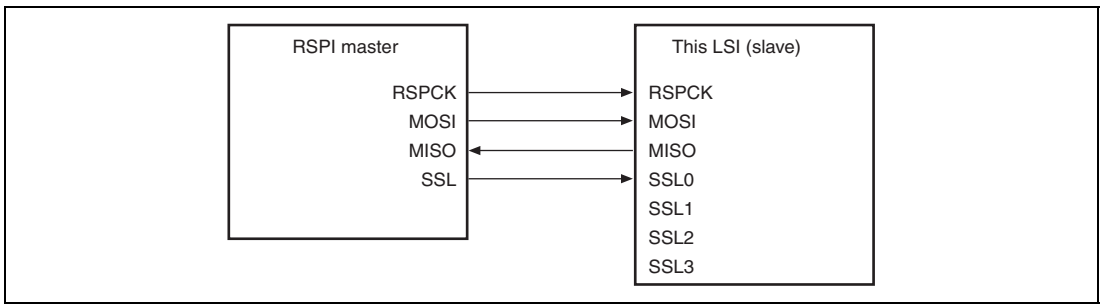 RSPI master
RSPCK
MOSI
MISO
SSL
This LSI (slave)
RSPCK
MOSI
MISO
SSL0
SSL1
SSL2
SSL3